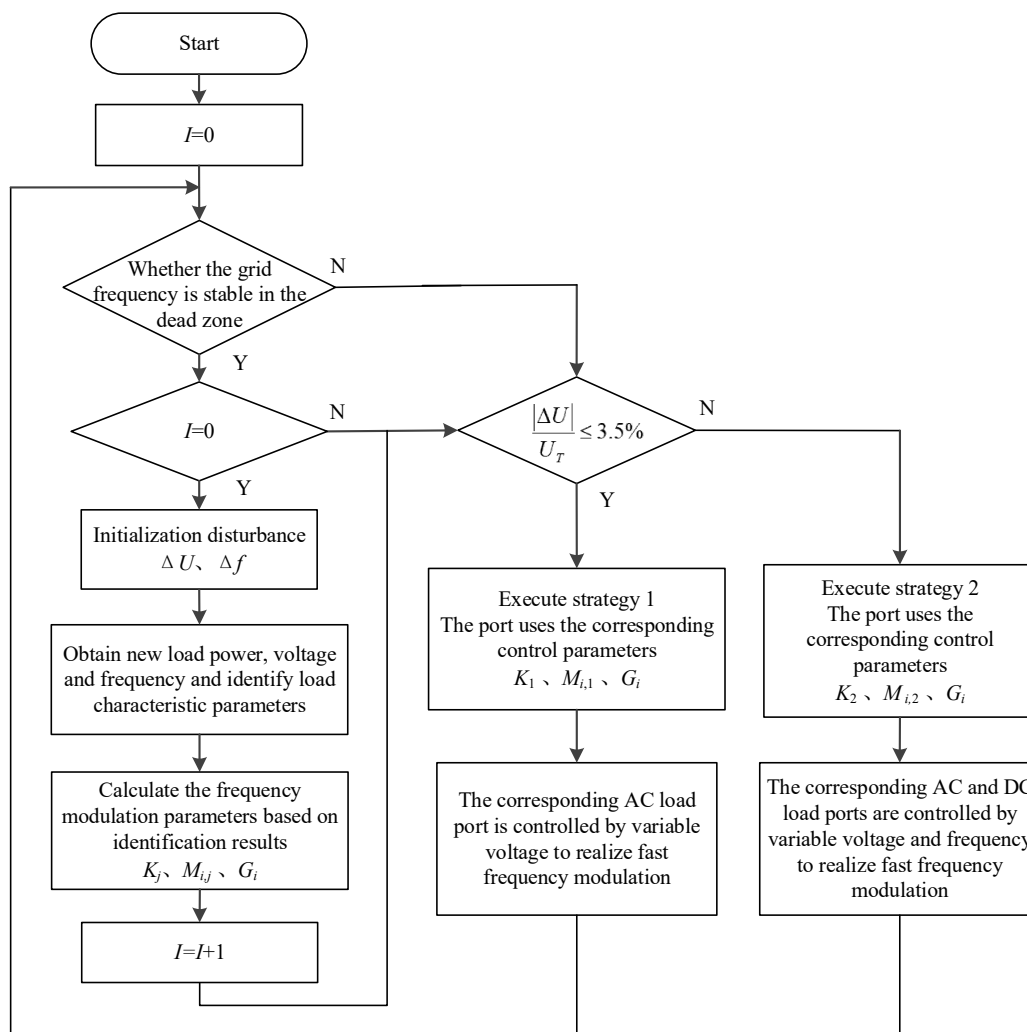 Start
I=0
Whether the grid
frequency is stable in the
dead zone
N
Y
I=0
N
Y
Initialization disturbance
Δ U、 Δ f
Obtain new load power, voltage
and frequency and identify load
characteristic parameters
Calculate the frequency
modulation parameters based on
identification results
K_j、M_{i,j}、G_i
I=I+1
|ΔU|/U_T ≤ 3.5%
N
Y
Execute strategy 1
The port uses the corresponding
control parameters
K_1 、M_{i,1} 、G_i
The corresponding AC load
port is controlled by variable
voltage to realize fast
frequency modulation
Execute strategy 2
The port uses the
corresponding control
parameters
K_2 、M_{i,2} 、G_i
The corresponding AC and DC
load ports are controlled by
variable voltage and frequency
to realize fast frequency
modulation